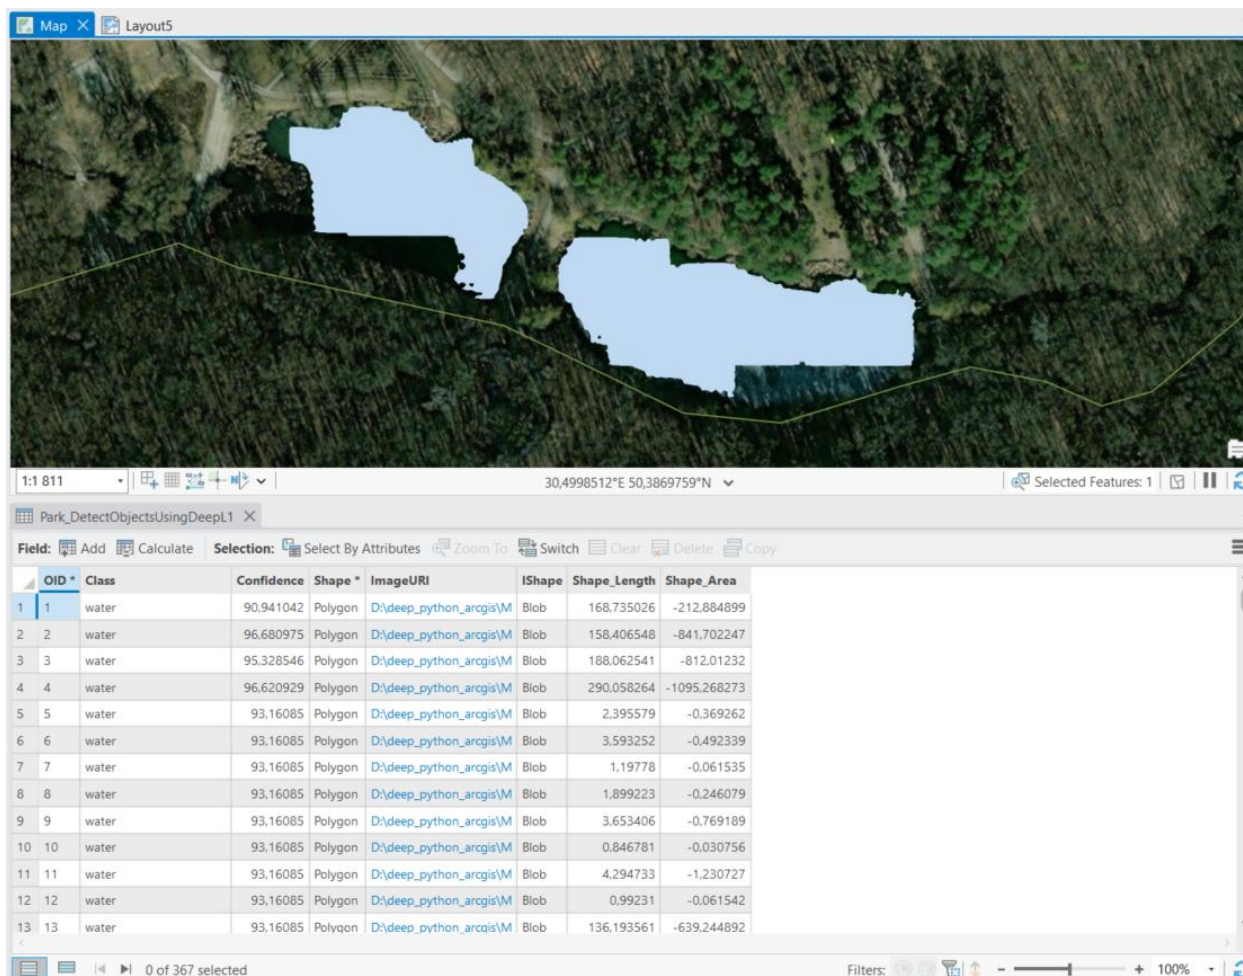 Map Layout5
1:1 811 30,4998512°E 50,3869759°N Selected Features: 1
Park_DetectObjectsUsingDeepL1
Field: Add Calculate Selection: Select By Attributes Zoom To Switch Clear Delete Copy
OID * Class Confidence Shape * ImageURI IShape Shape_Length Shape_Area
1 1 water 90,941042 Polygon D:\deep_python_arcgis\M Blob 168,735026 -212,884899
2 2 water 96,680975 Polygon D:\deep_python_arcgis\M Blob 158,406548 -841,702247
3 3 water 95,328546 Polygon D:\deep_python_arcgis\M Blob 188,062541 -812,01232
4 4 water 96,620929 Polygon D:\deep_python_arcgis\M Blob 290,058264 -1095,268273
5 5 water 93,16085 Polygon D:\deep_python_arcgis\M Blob 2,395579 -0,369262
6 6 water 93,16085 Polygon D:\deep_python_arcgis\M Blob 3,593252 -0,492339
7 7 water 93,16085 Polygon D:\deep_python_arcgis\M Blob 1,19778 -0,061535
8 8 water 93,16085 Polygon D:\deep_python_arcgis\M Blob 1,899223 -0,246079
9 9 water 93,16085 Polygon D:\deep_python_arcgis\M Blob 3,653406 -0,769189
10 10 water 93,16085 Polygon D:\deep_python_arcgis\M Blob 0,846781 -0,030756
11 11 water 93,16085 Polygon D:\deep_python_arcgis\M Blob 4,294733 -1,230727
12 12 water 93,16085 Polygon D:\deep_python_arcgis\M Blob 0,99231 -0,061542
13 13 water 93,16085 Polygon D:\deep_python_arcgis\M Blob 136,193561 -639,244892
0 of 367 selected Filters: - + 100%